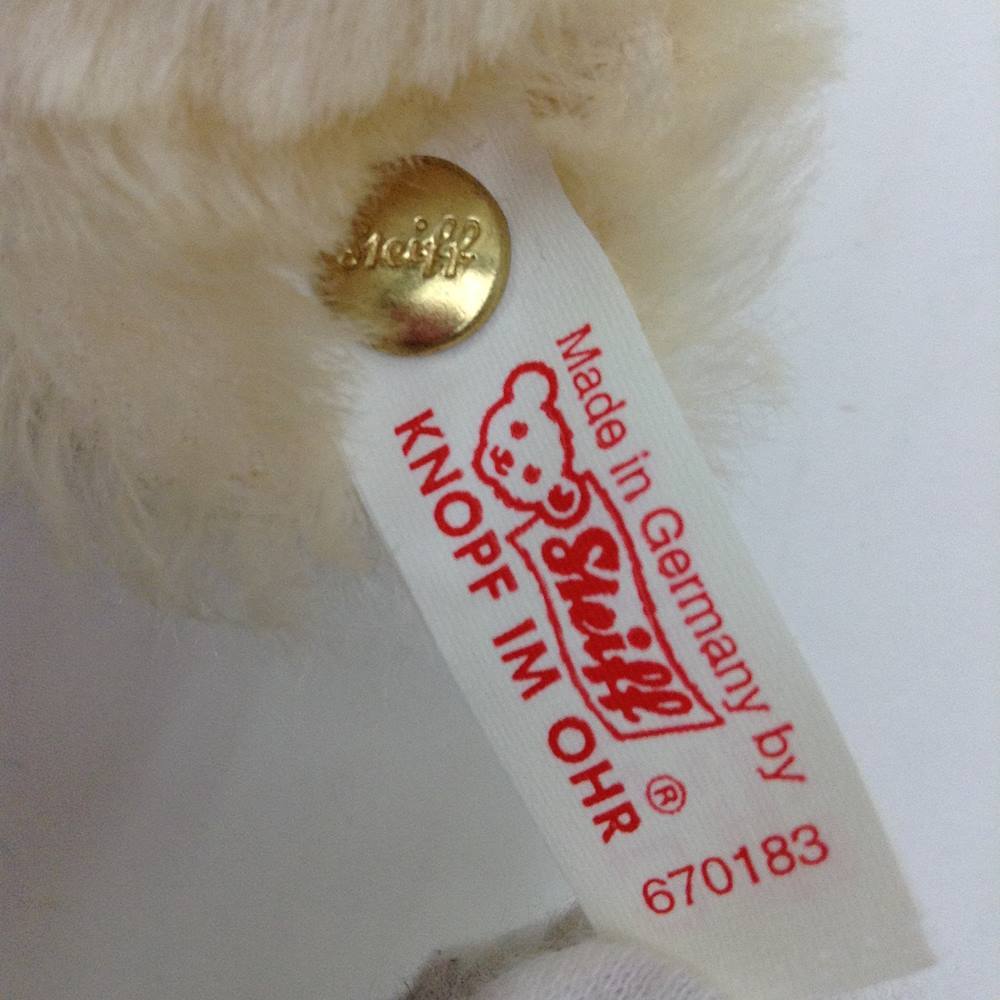 Steiff
Made in Germany by
Steiff
KNOPF IM OHR ®
670183